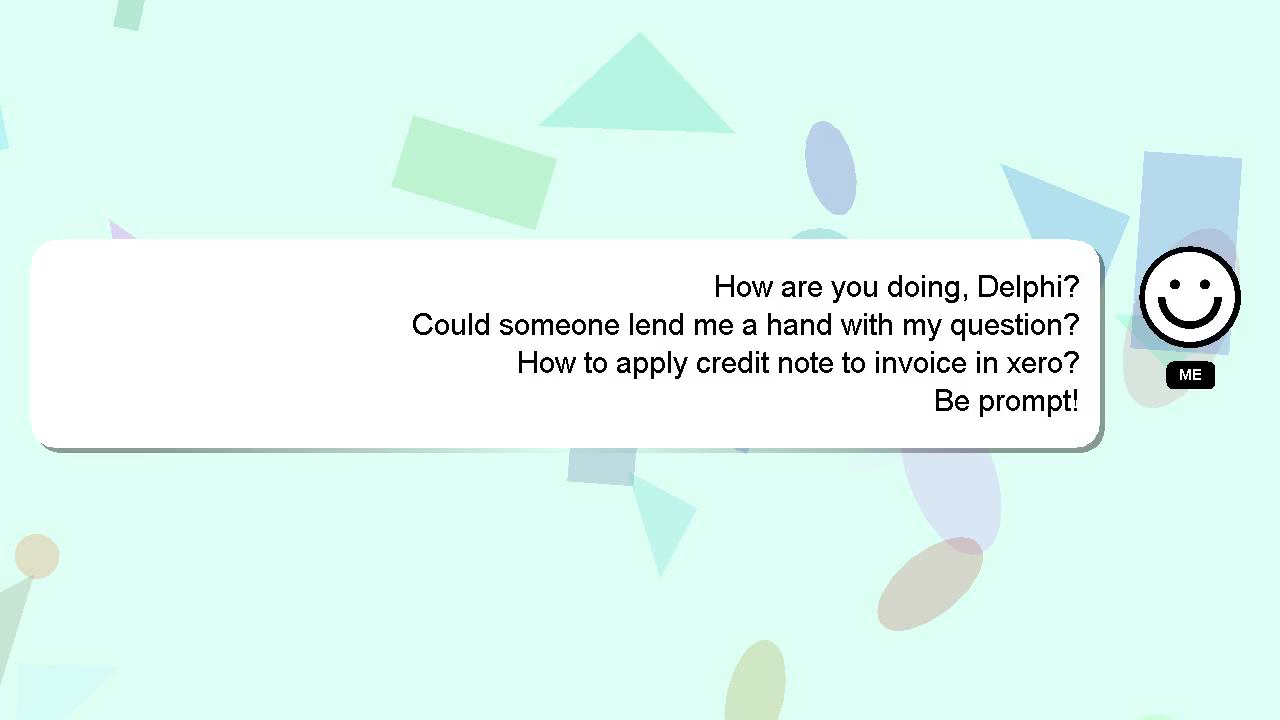 How are you doing, Delphi?
Could someone lend me a hand with my question?
How to apply credit note to invoice in xero?
Be prompt!
ME